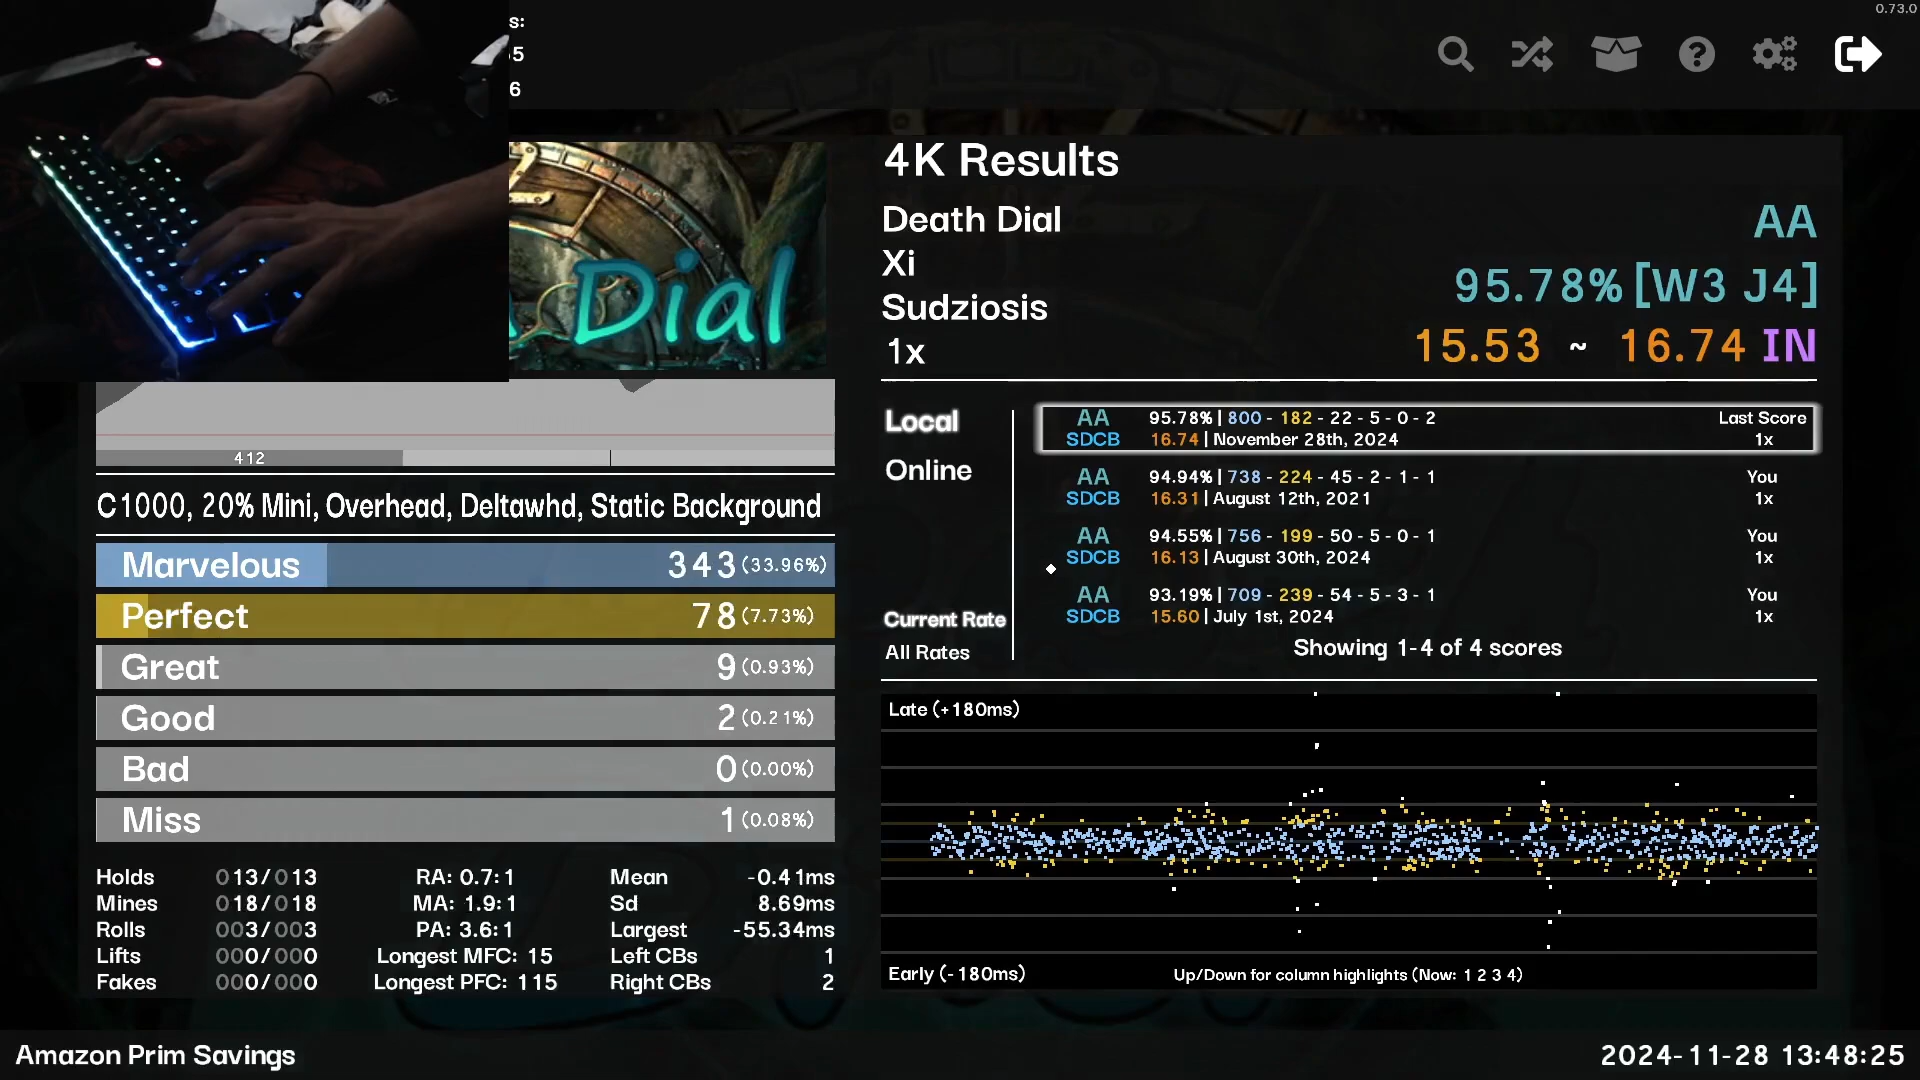 0.73.0
s:
5
6
Dial
4K Results
Death Dial
Xi
Sudziosis
1x
AA
95.78% [W3 J4]
15.53 ~ 16.74 IN
412
C1000, 20% Mini, Overhead, Deltawhd, Static Background
Marvelous 343 (33.96%)
Perfect 78 (7.73%)
Great 9 (0.93%)
Good 2 (0.21%)
Bad 0 (0.00%)
Miss 1 (0.08%)
Holds 013/013 RA: 0.7:1 Mean -0.41ms
Mines 018/018 MA: 1.9:1 Sd 8.69ms
Rolls 003/003 PA: 3.6:1 Largest -55.34ms
Lifts 000/000 Longest MFC: 15 Left CBs 1
Fakes 000/000 Longest PFC: 115 Right CBs 2
Local
Online
Current Rate
All Rates
AA 95.78% | 800 - 182 - 22 - 5 - 0 - 2 Last Score
SDCB 16.74 | November 28th, 2024 1x
AA 94.94% | 738 - 224 - 45 - 2 - 1 - 1 You
SDCB 16.31 | August 12th, 2021 1x
AA 94.55% | 756 - 199 - 50 - 5 - 0 - 1 You
SDCB 16.13 | August 30th, 2024 1x
AA 93.19% | 709 - 239 - 54 - 5 - 3 - 1 You
SDCB 15.60 | July 1st, 2024 1x
Showing 1-4 of 4 scores
Late (+180ms)
Early (-180ms)
Up/Down for column highlights (Now: 1 2 3 4)
Amazon Prim Savings
2024-11-28 13:48:25